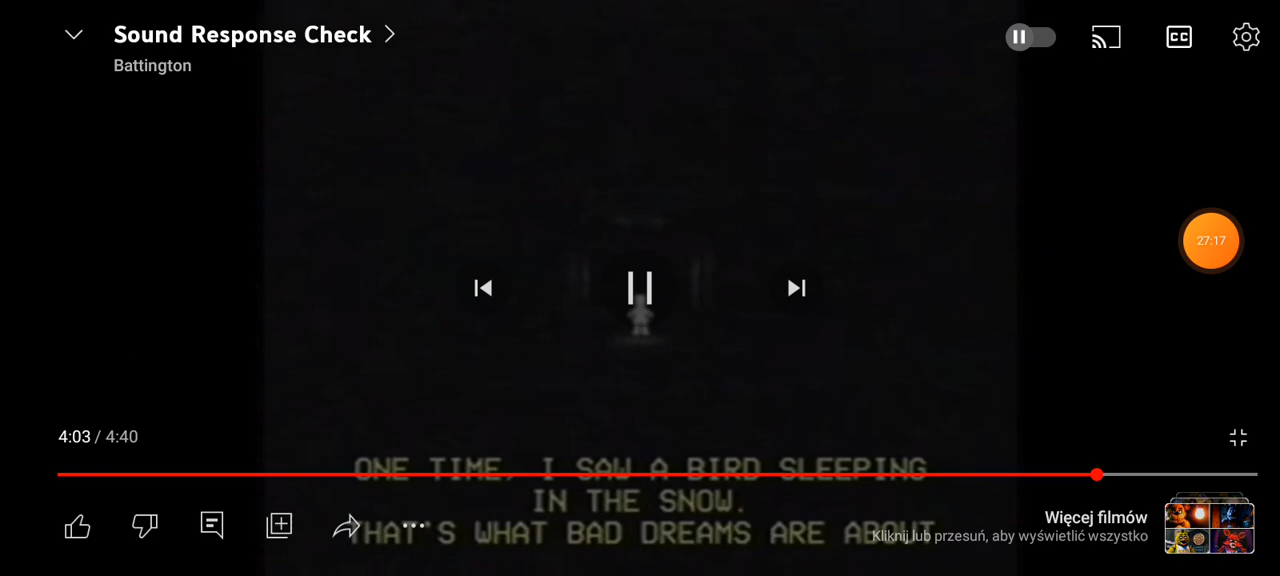 Sound Response Check
Battington
CC
27:17
4:03 / 4:40
ONE TIME, I SAW A BIRD SLEEPING
IN THE SNOW.
THAT'S WHAT BAD DREAMS ARE ABOUT.
Więcej filmów
Kliknij lub przesuń, aby wyświetlić wszystko